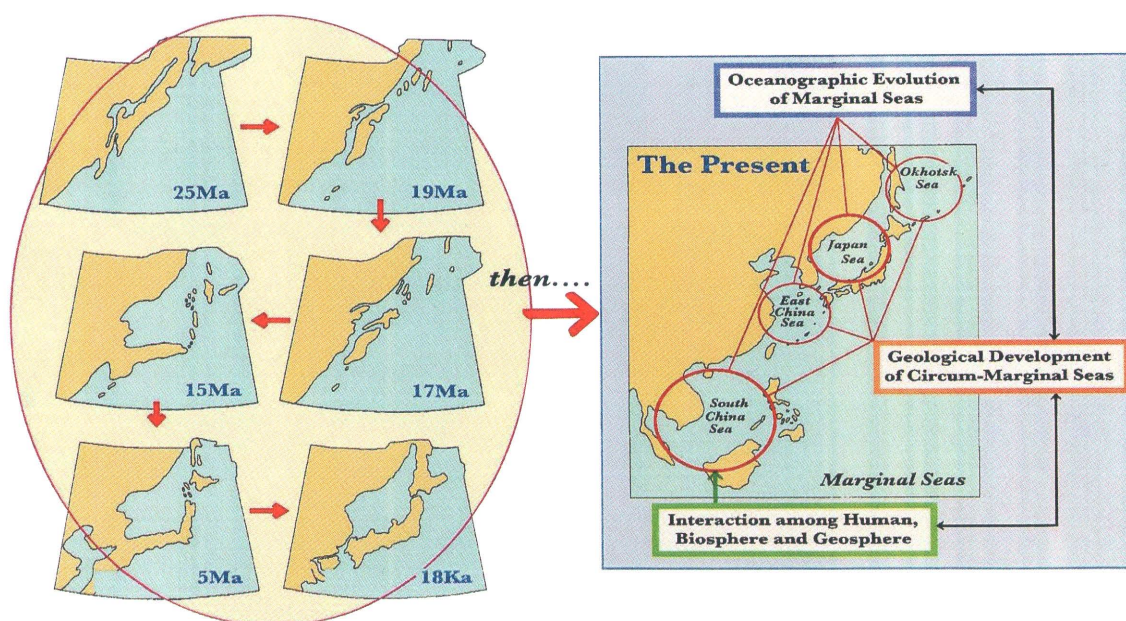 25Ma
19Ma
17Ma
15Ma
5Ma
18Ka
then....
Oceanographic Evolution
of Marginal Seas
The Present
Okhotsk
Sea
Japan
Sea
East
China
Sea
Geological Development
of Circum-Marginal Seas
South
China
Sea
Marginal Seas
Interaction among Human,
Biosphere and Geosphere